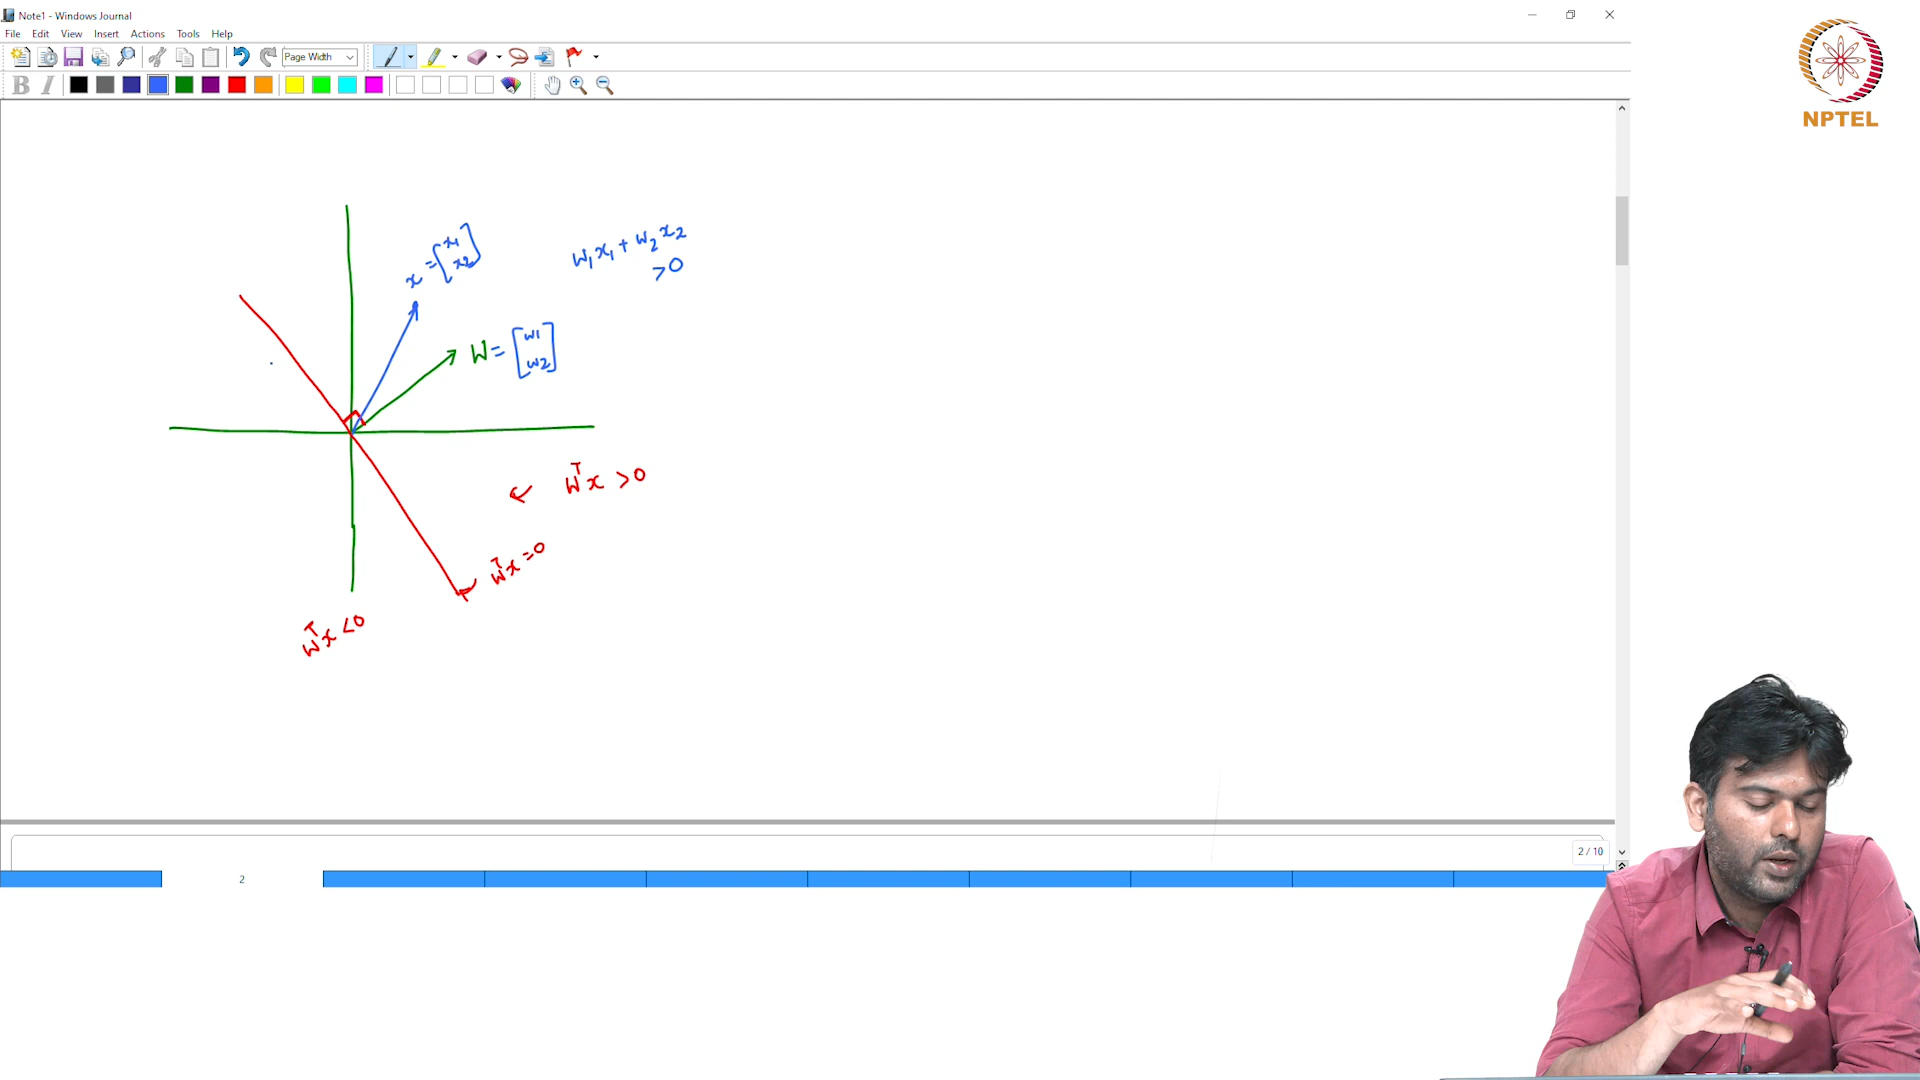 Note1 - Windows Journal
File Edit View Insert Actions Tools Help
Page Width
B I
NPTEL
x = [x1 x2]
w1x1 + w2x2
>0
W = [w1 w2]
wᵀx >0
wᵀx =0
wᵀx <0
2 / 10
2